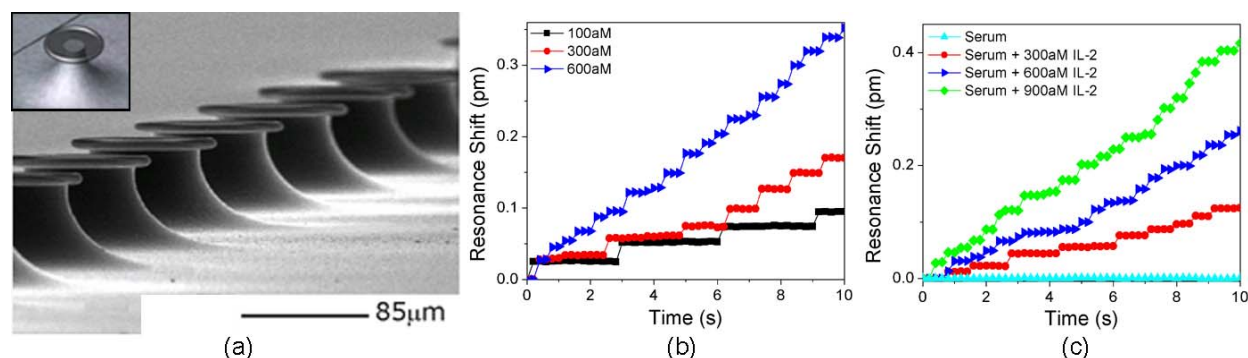 85μm
(a)
Resonance Shift (pm)
0.3
0.2
0.1
0.0
100aM
300aM
600aM
0
2
4
6
8
10
Time (s)
(b)
Resonance Shift (pm)
0.4
0.2
0.0
Serum
Serum + 300aM IL-2
Serum + 600aM IL-2
Serum + 900aM IL-2
0
2
4
6
8
10
Time (s)
(c)